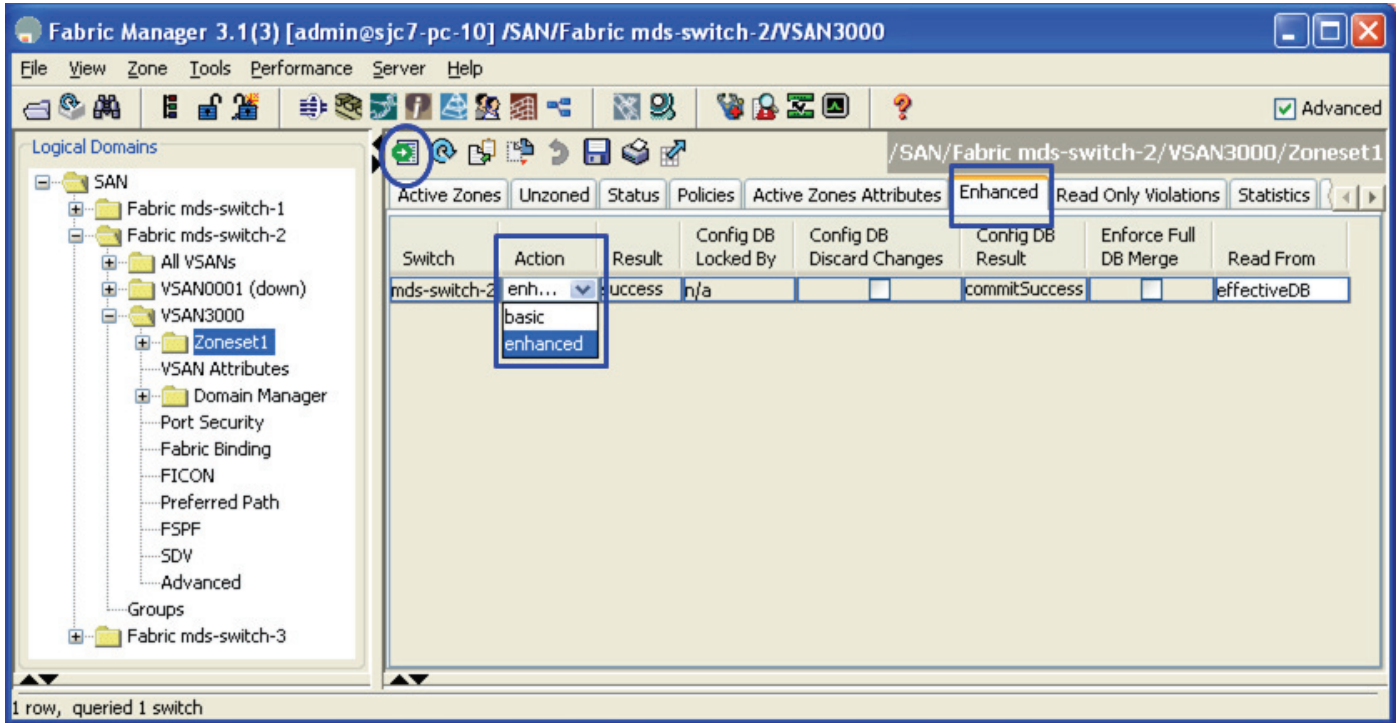 Fabric Manager 3.1(3) [admin@sjc7-pc-10] /SAN/Fabric mds-switch-2/VSAN3000
File View Zone Tools Performance Server Help
Advanced
Logical Domains
SAN
Fabric mds-switch-1
Fabric mds-switch-2
All VSANs
VSAN0001 (down)
VSAN3000
Zoneset1
VSAN Attributes
Domain Manager
Port Security
Fabric Binding
FICON
Preferred Path
FSPF
SDV
Advanced
Groups
Fabric mds-switch-3
/SAN/Fabric mds-switch-2/VSAN3000/Zoneset1
Active Zones Unzoned Status Policies Active Zones Attributes Enhanced Read Only Violations Statistics
Switch Action Result Config DB Locked By Config DB Discard Changes Config DB Result Enforce Full DB Merge Read From
mds-switch-2 enh... success n/a commitSuccess effectiveDB
basic
enhanced
1 row, queried 1 switch